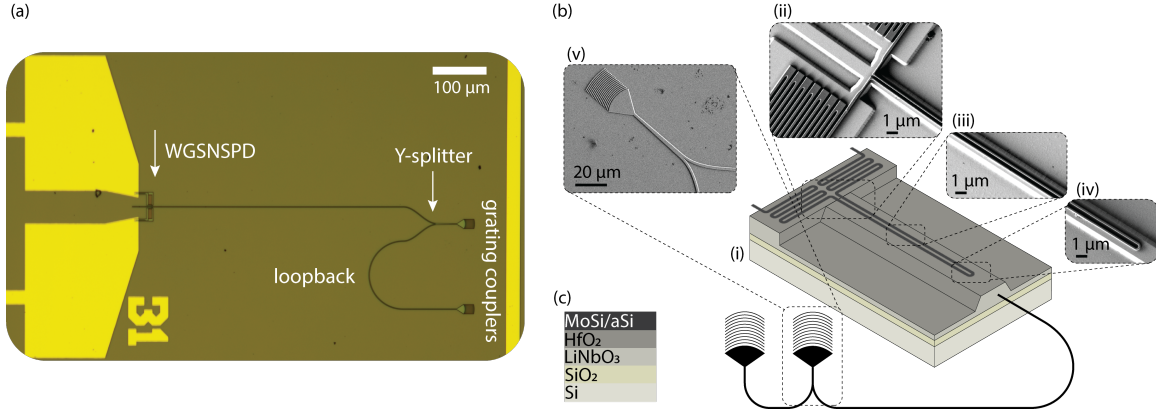 (a)
100 μm
WGSNSPD
Y-splitter
grating couplers
loopback
B1
(b)
(v)
20 μm
(ii)
1 μm
(iii)
1 μm
(iv)
1 μm
(i)
(c)
MoSi/aSi
HfO₂
LiNbO₃
SiO₂
Si